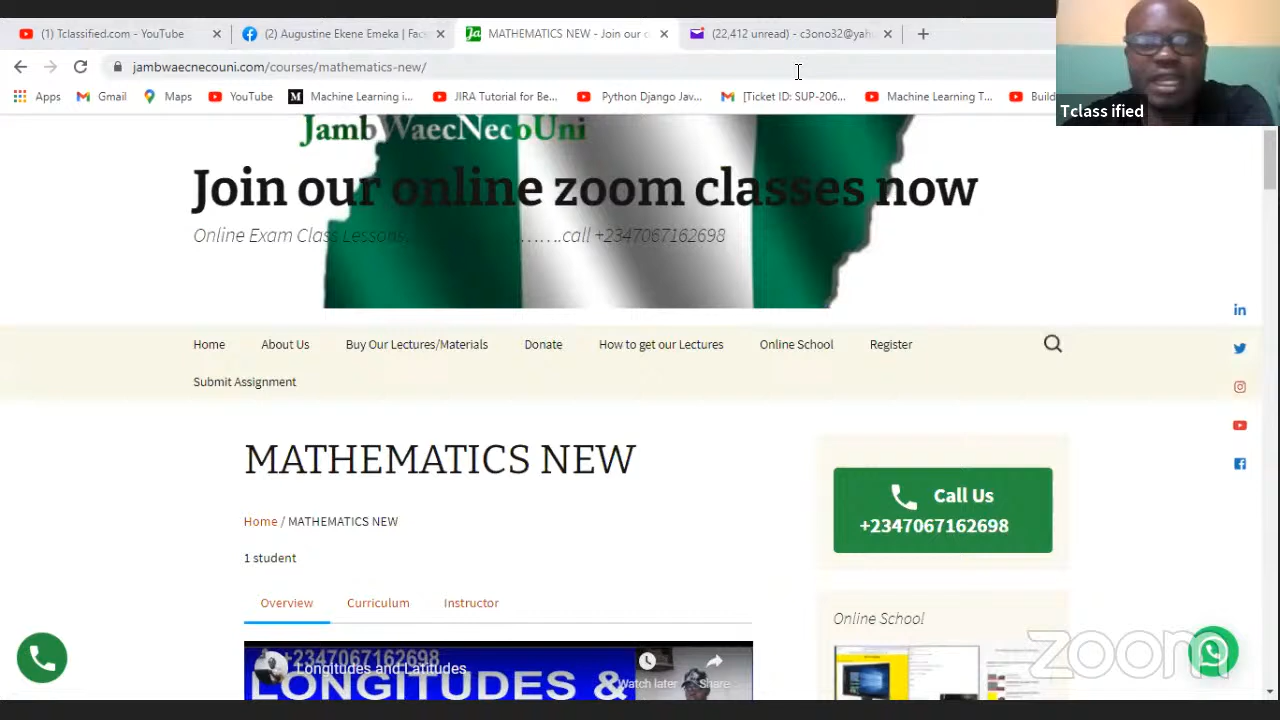 (1) Tclassified.com - YouTube
(2) Augustine Ekene Emeka | Fac
MATHEMATICS NEW - Join our o
(22,412 unread) - c3ono32@yah
jambwaecnecouni.com/courses/mathematics-new/
Apps
Gmail
Maps
YouTube
Machine Learning i...
JIRA Tutorial for Be...
Python Django Jav...
[Ticket ID: SUP-206...
Machine Learning T...
Build
Tclass ified
JambWaecNecoUni
Join our online zoom classes now
Online Exam Class Lessons.. ........call +2347067162698
Home
About Us
Buy Our Lectures/Materials
Donate
How to get our Lectures
Online School
Register
Submit Assignment
MATHEMATICS NEW
Home / MATHEMATICS NEW
1 student
Overview
Curriculum
Instructor
Call Us
+2347067162698
Online School
+2347067162698
Longitudes and Latitudes
LONGITUDES &
Watch later
Share
zoom